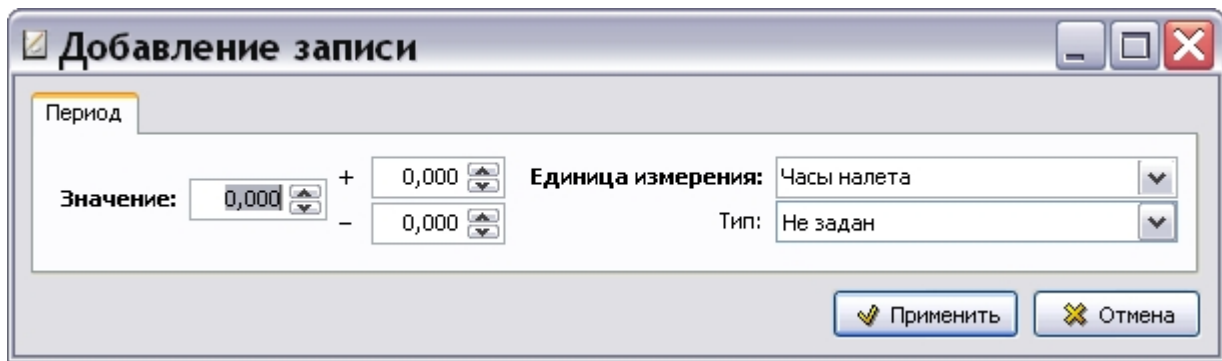 Добавление записи
Период
+ 0,000 Единица измерения: Часы налета
Значение: 0,000
− 0,000 Тип: Не задан
Применить Отмена